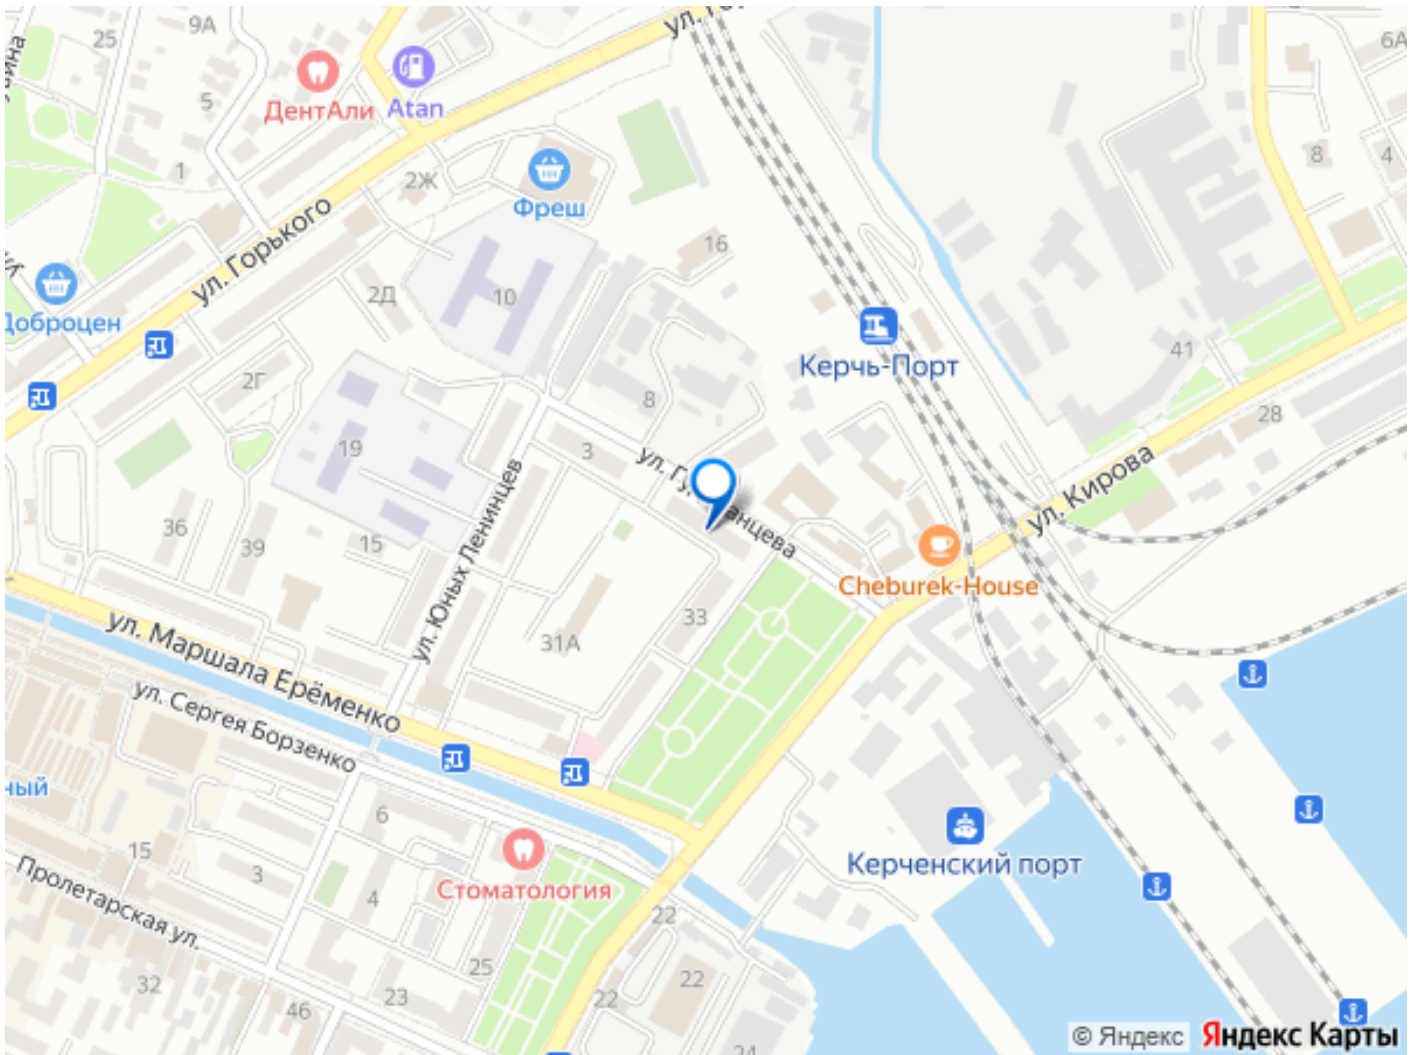 ул. Гор
25
9А
ДентАли
Atan
6А
5
1
2Ж
Фреш
8
4
ул. Горького
16
2Д
10
Доброцен
Керчь-Порт
41
2Г
8
28
3
19
ул. Кирова
36
39
15
ул. Юных Ленинцев
Cheburek-House
33
31А
ул. Маршала Ерёменко
ул. Сергея Борзенко
ный
6
15
3
4
Стоматология
Керченский порт
Пролетарская ул.
22
32
25
23
46
22
22
24
© Яндекс
Яндекс Карты